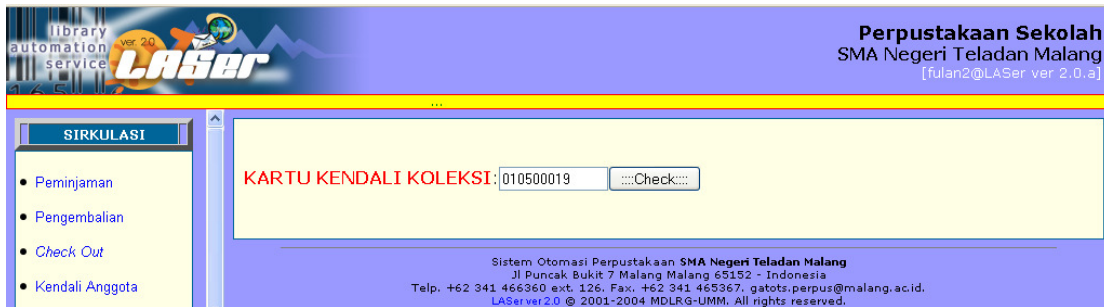 library
automation
service
ver. 2.0
LASer
165
Perpustakaan Sekolah
SMA Negeri Teladan Malang
[fulan2@LASer ver 2.0.a]
...
SIRKULASI
Peminjaman
Pengembalian
Check Out
Kendali Anggota
KARTU KENDALI KOLEKSI: 010500019 ::::Check::::
Sistem Otomasi Perpustakaan SMA Negeri Teladan Malang
Jl Puncak Bukit 7 Malang Malang 65152 - Indonesia
Telp. +62 341 466360 ext. 126. Fax. +62 341 465367. gatots.perpus@malang.ac.id.
LASer ver 2.0 @ 2001-2004 MDLRG-UMM. All rights reserved.